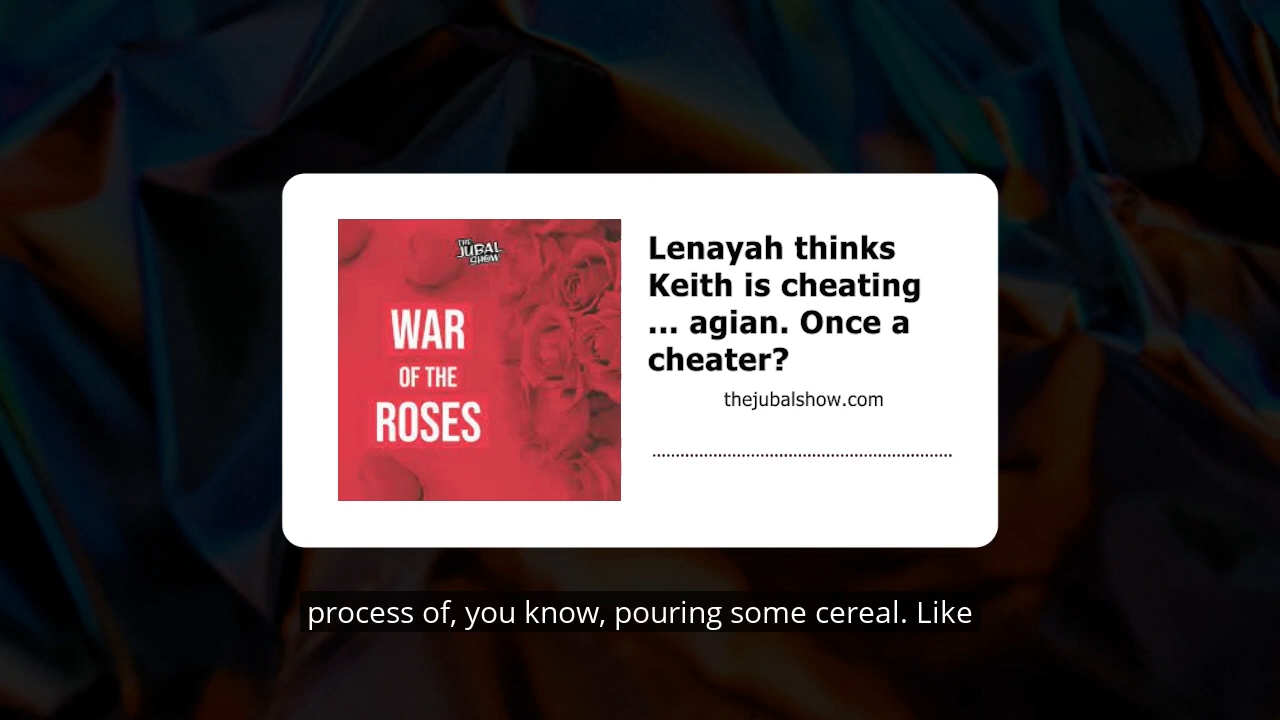 THE
JUBAL
SHOW
WAR
OF THE
ROSES
Lenayah thinks
Keith is cheating
... agian. Once a
cheater?
thejubalshow.com
process of, you know, pouring some cereal. Like